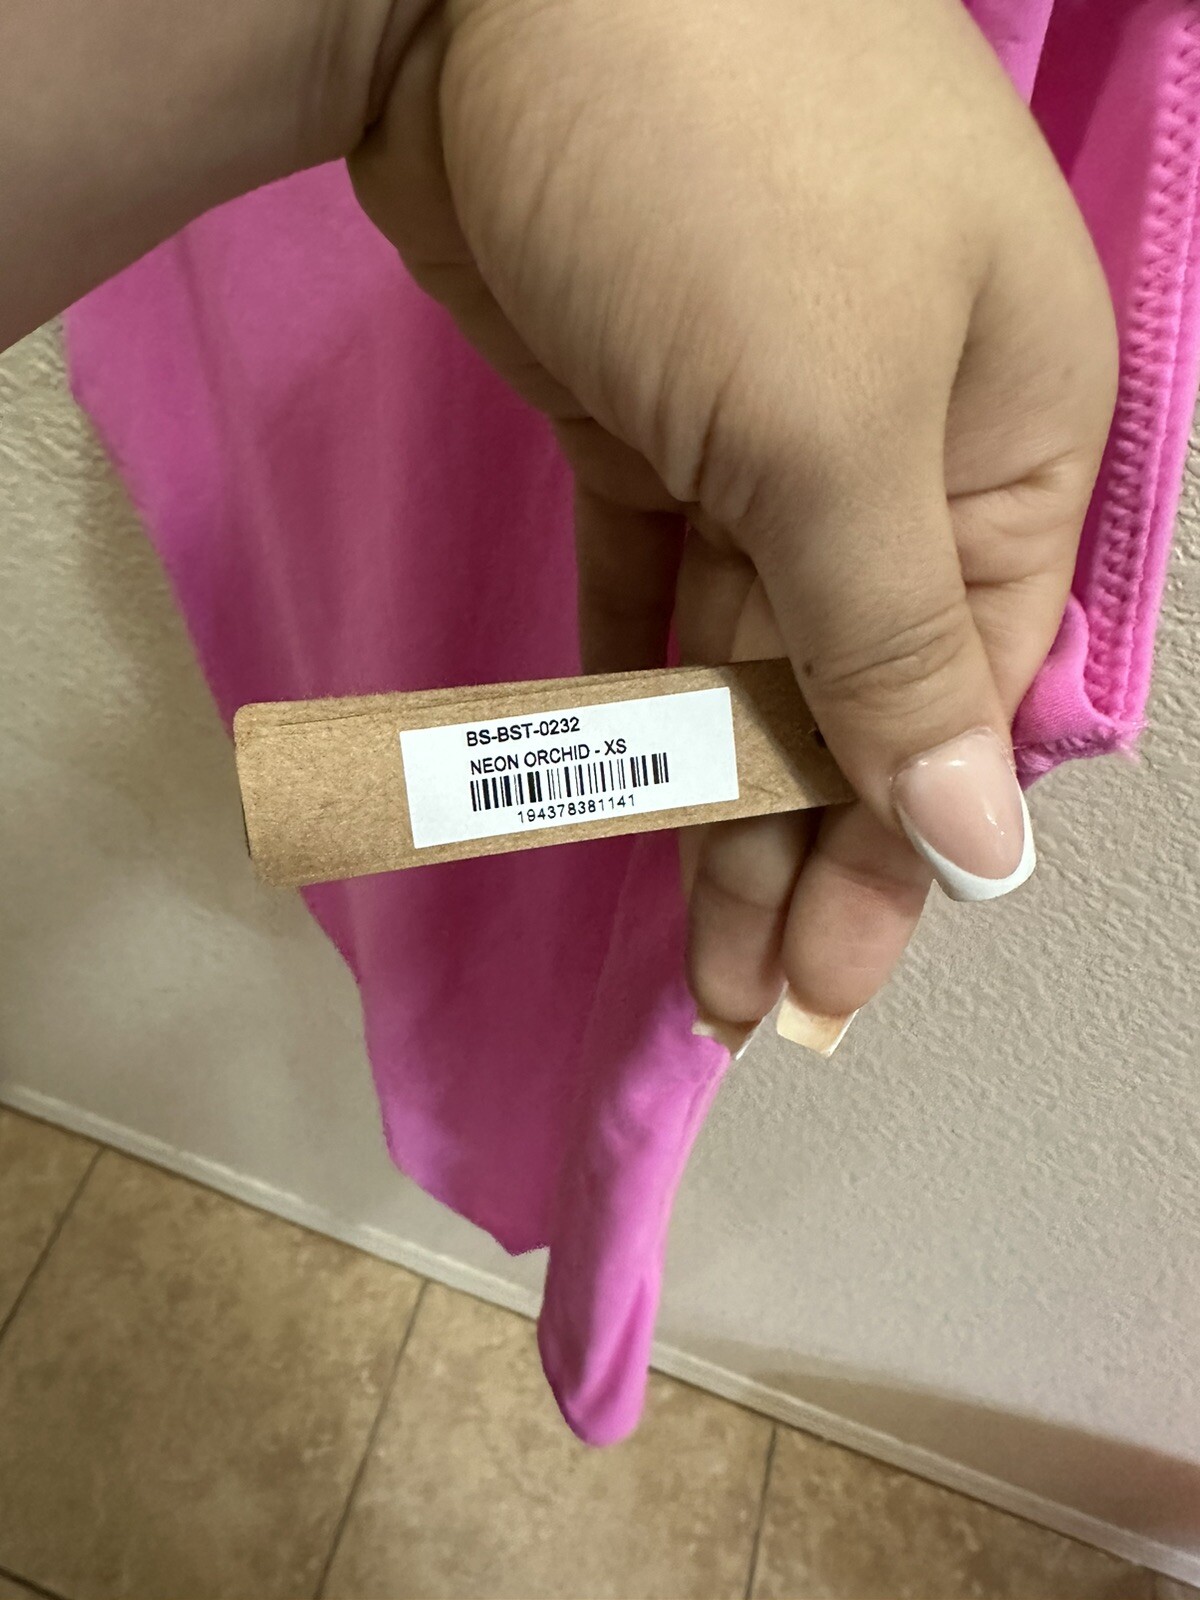 BS-BST-0232
NEON ORCHID - XS
194378381141